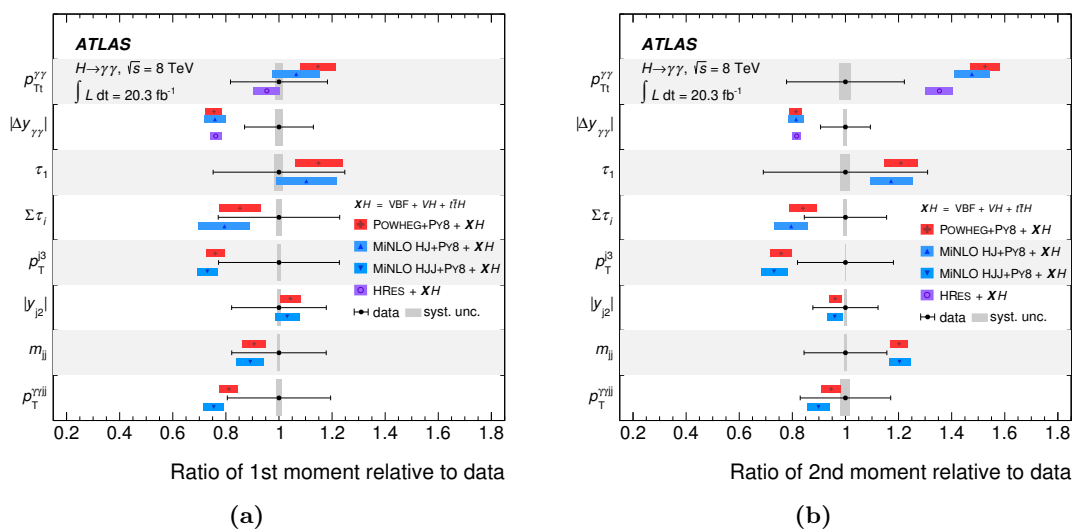 ATLAS
H→γγ, √s = 8 TeV
∫ L dt = 20.3 fb⁻¹
p_Tt^γγ
|Δy_γγ|
τ₁
Στ_i
p_T^j3
|y_j2|
m_jj
p_T^γγjj
XH = VBF + VH + tt̄H
POWHEG+PY8 + XH
MINLO HJ+PY8 + XH
MINLO HJJ+PY8 + XH
HRES + XH
data syst. unc.
0.2 0.4 0.6 0.8 1 1.2 1.4 1.6 1.8
Ratio of 1st moment relative to data
(a)
ATLAS
H→γγ, √s = 8 TeV
∫ L dt = 20.3 fb⁻¹
p_Tt^γγ
|Δy_γγ|
τ₁
Στ_i
p_T^j3
|y_j2|
m_jj
p_T^γγjj
XH = VBF + VH + tt̄H
POWHEG+PY8 + XH
MINLO HJ+PY8 + XH
MINLO HJJ+PY8 + XH
HRES + XH
data syst. unc.
0.2 0.4 0.6 0.8 1 1.2 1.4 1.6 1.8
Ratio of 2nd moment relative to data
(b)